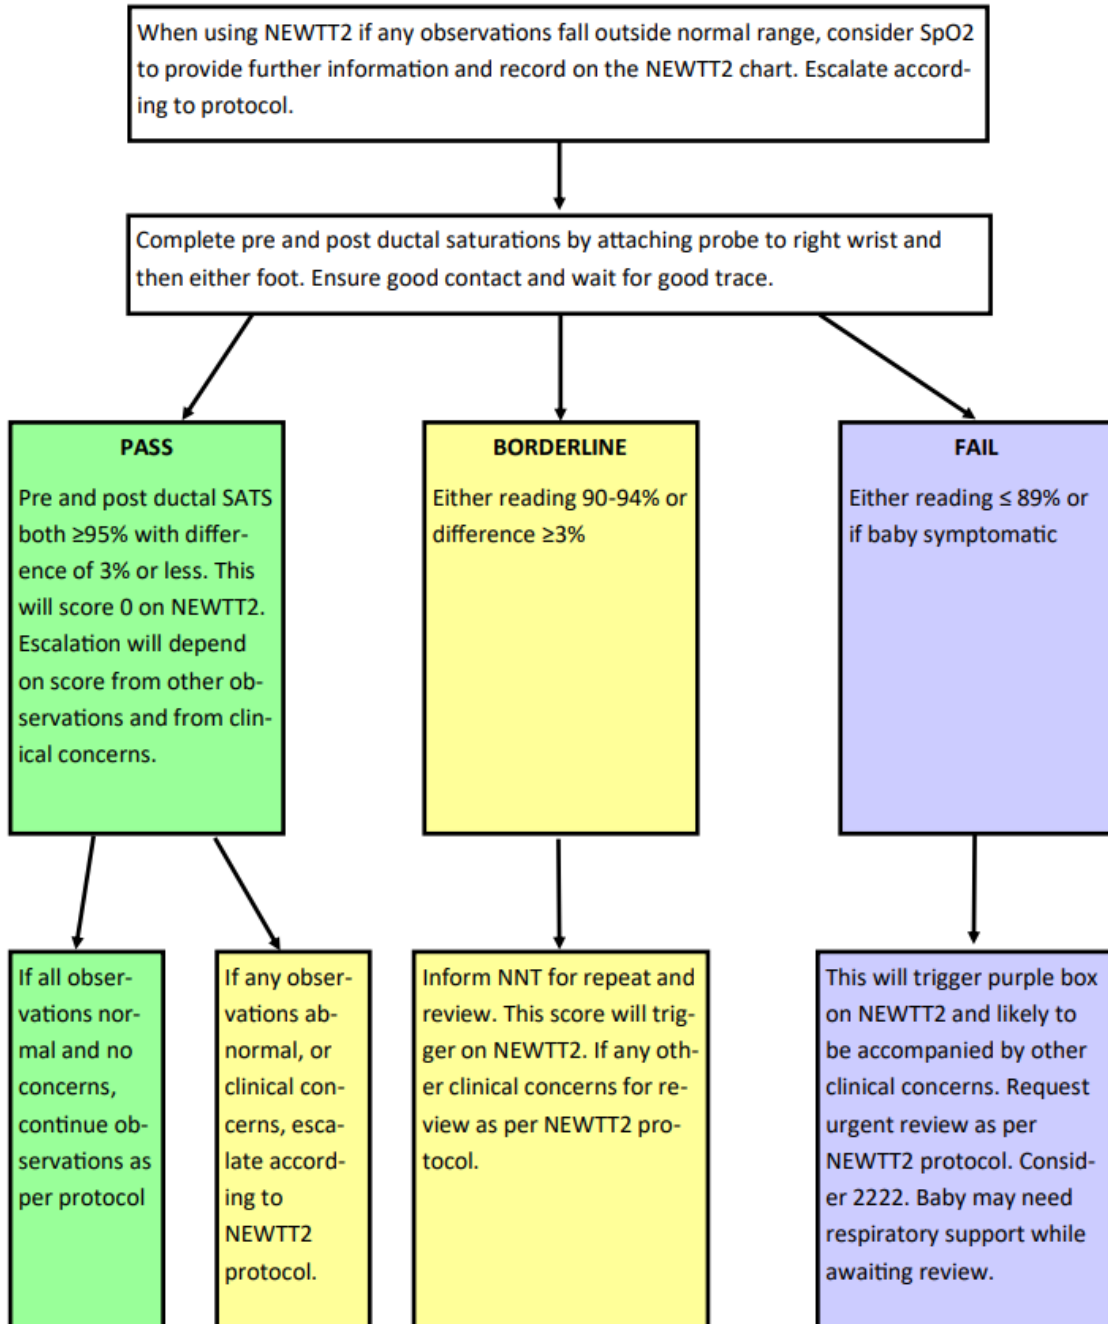 When using NEWTT2 if any observations fall outside normal range, consider SpO2
to provide further information and record on the NEWTT2 chart. Escalate accord-
ing to protocol.
Complete pre and post ductal saturations by attaching probe to right wrist and
then either foot. Ensure good contact and wait for good trace.
PASS
Pre and post ductal SATS
both ≥95% with differ-
ence of 3% or less. This
will score 0 on NEWTT2.
Escalation will depend
on score from other ob-
servations and from clin-
ical concerns.
BORDERLINE
Either reading 90-94% or
difference ≥3%
FAIL
Either reading ≤ 89% or
if baby symptomatic
If all obser-
vations nor-
mal and no
concerns,
continue ob-
servations as
per protocol
If any obser-
vations ab-
normal, or
clinical con-
cerns, esca-
late accord-
ing to
NEWTT2
protocol.
Inform NNT for repeat and
review. This score will trig-
ger on NEWTT2. If any oth-
er clinical concerns for re-
view as per NEWTT2 pro-
tocol.
This will trigger purple box
on NEWTT2 and likely to
be accompanied by other
clinical concerns. Request
urgent review as per
NEWTT2 protocol. Consid-
er 2222. Baby may need
respiratory support while
awaiting review.